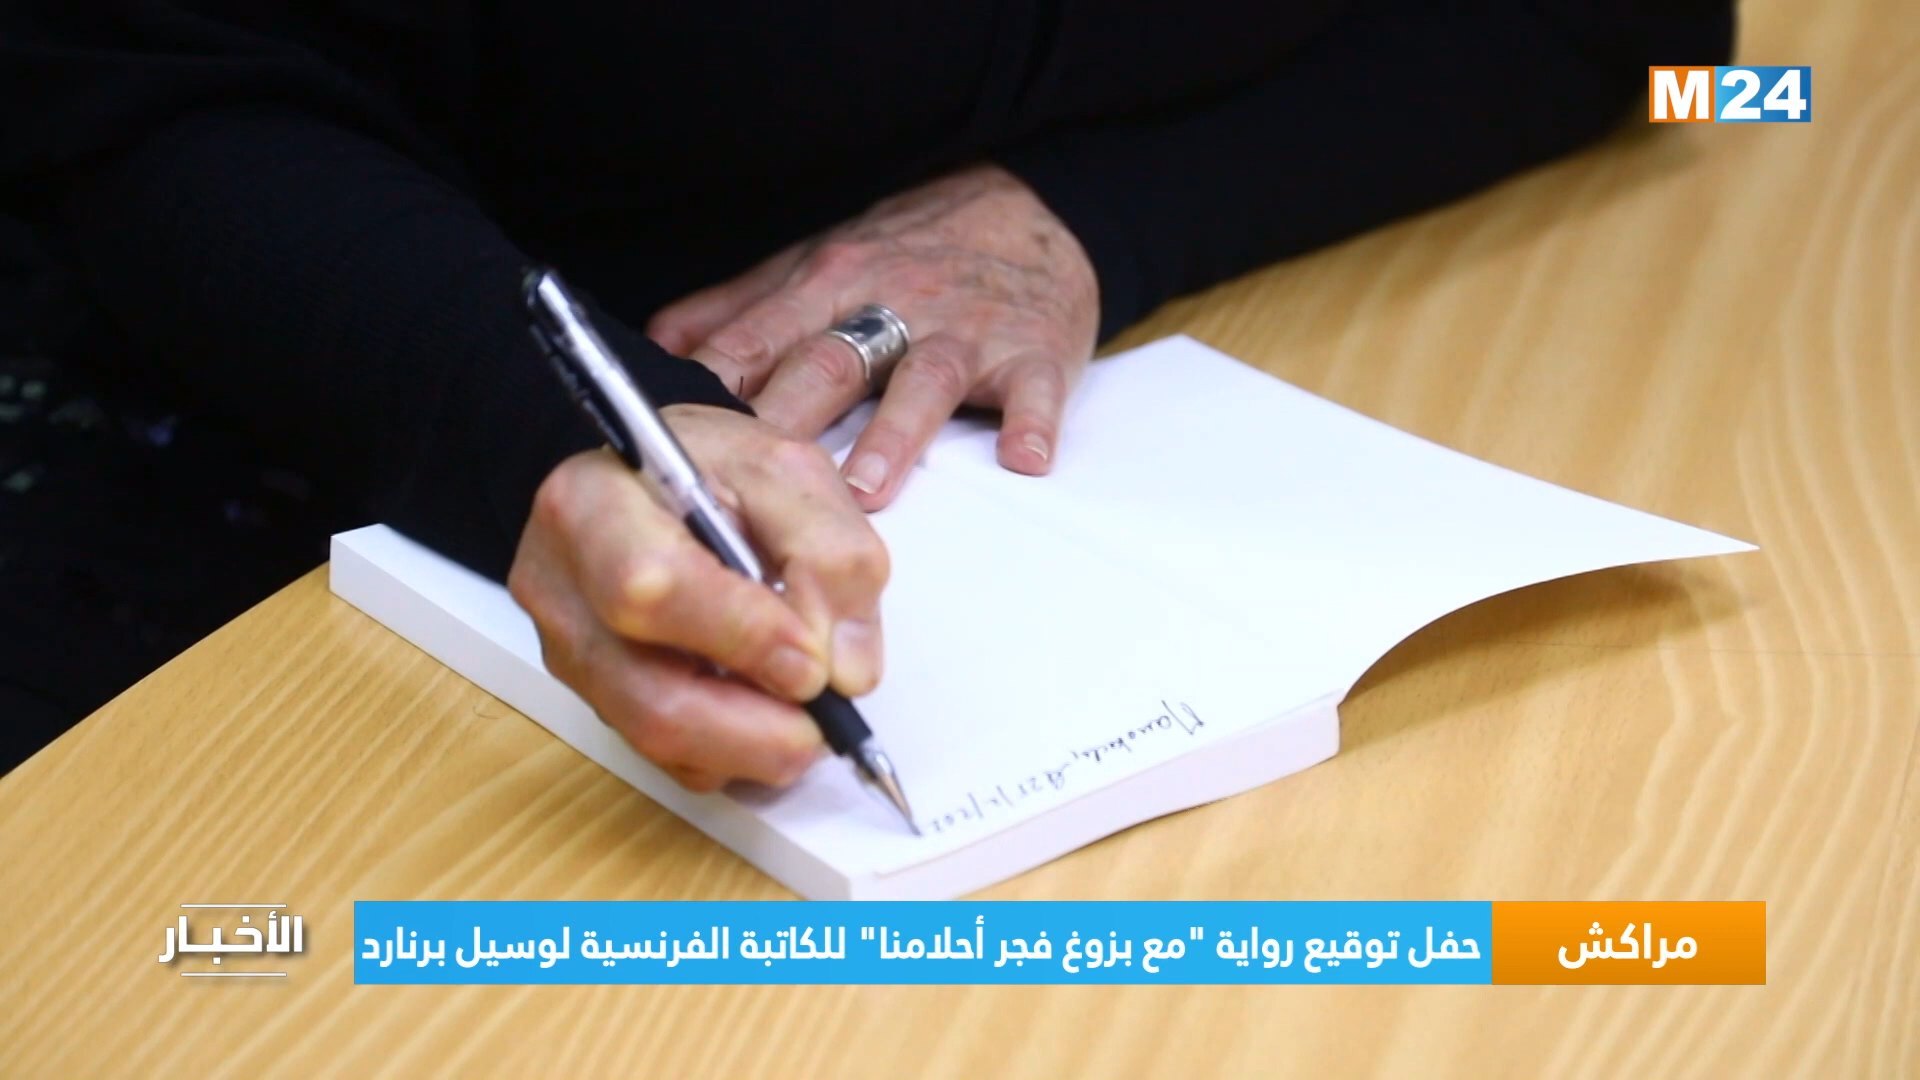 M24
مراكش
حفل توقيع رواية "مع بزوغ فجر أحلامنا" للكاتبة الفرنسية لوسيل برنارد
الأخبار